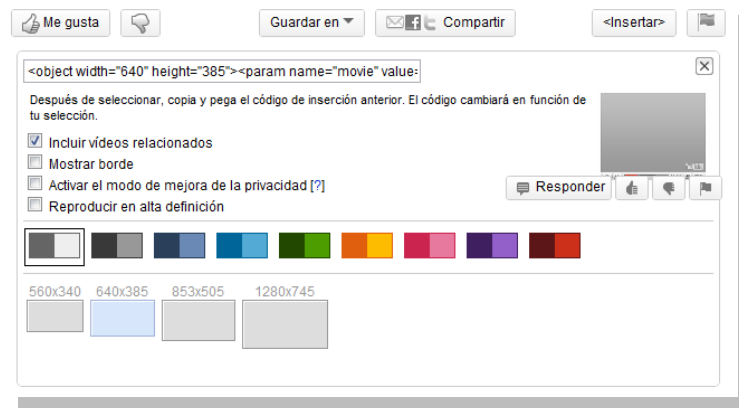 Me gusta
Guardar en
Compartir
<Insertar>
<object width="640" height="385"><param name="movie" value=
Después de seleccionar, copia y pega el código de inserción anterior. El código cambiará en función de
tu selección.
Incluir vídeos relacionados
Mostrar borde
Activar el modo de mejora de la privacidad [?]
Reproducir en alta definición
Responder
560x340 640x385 853x505 1280x745